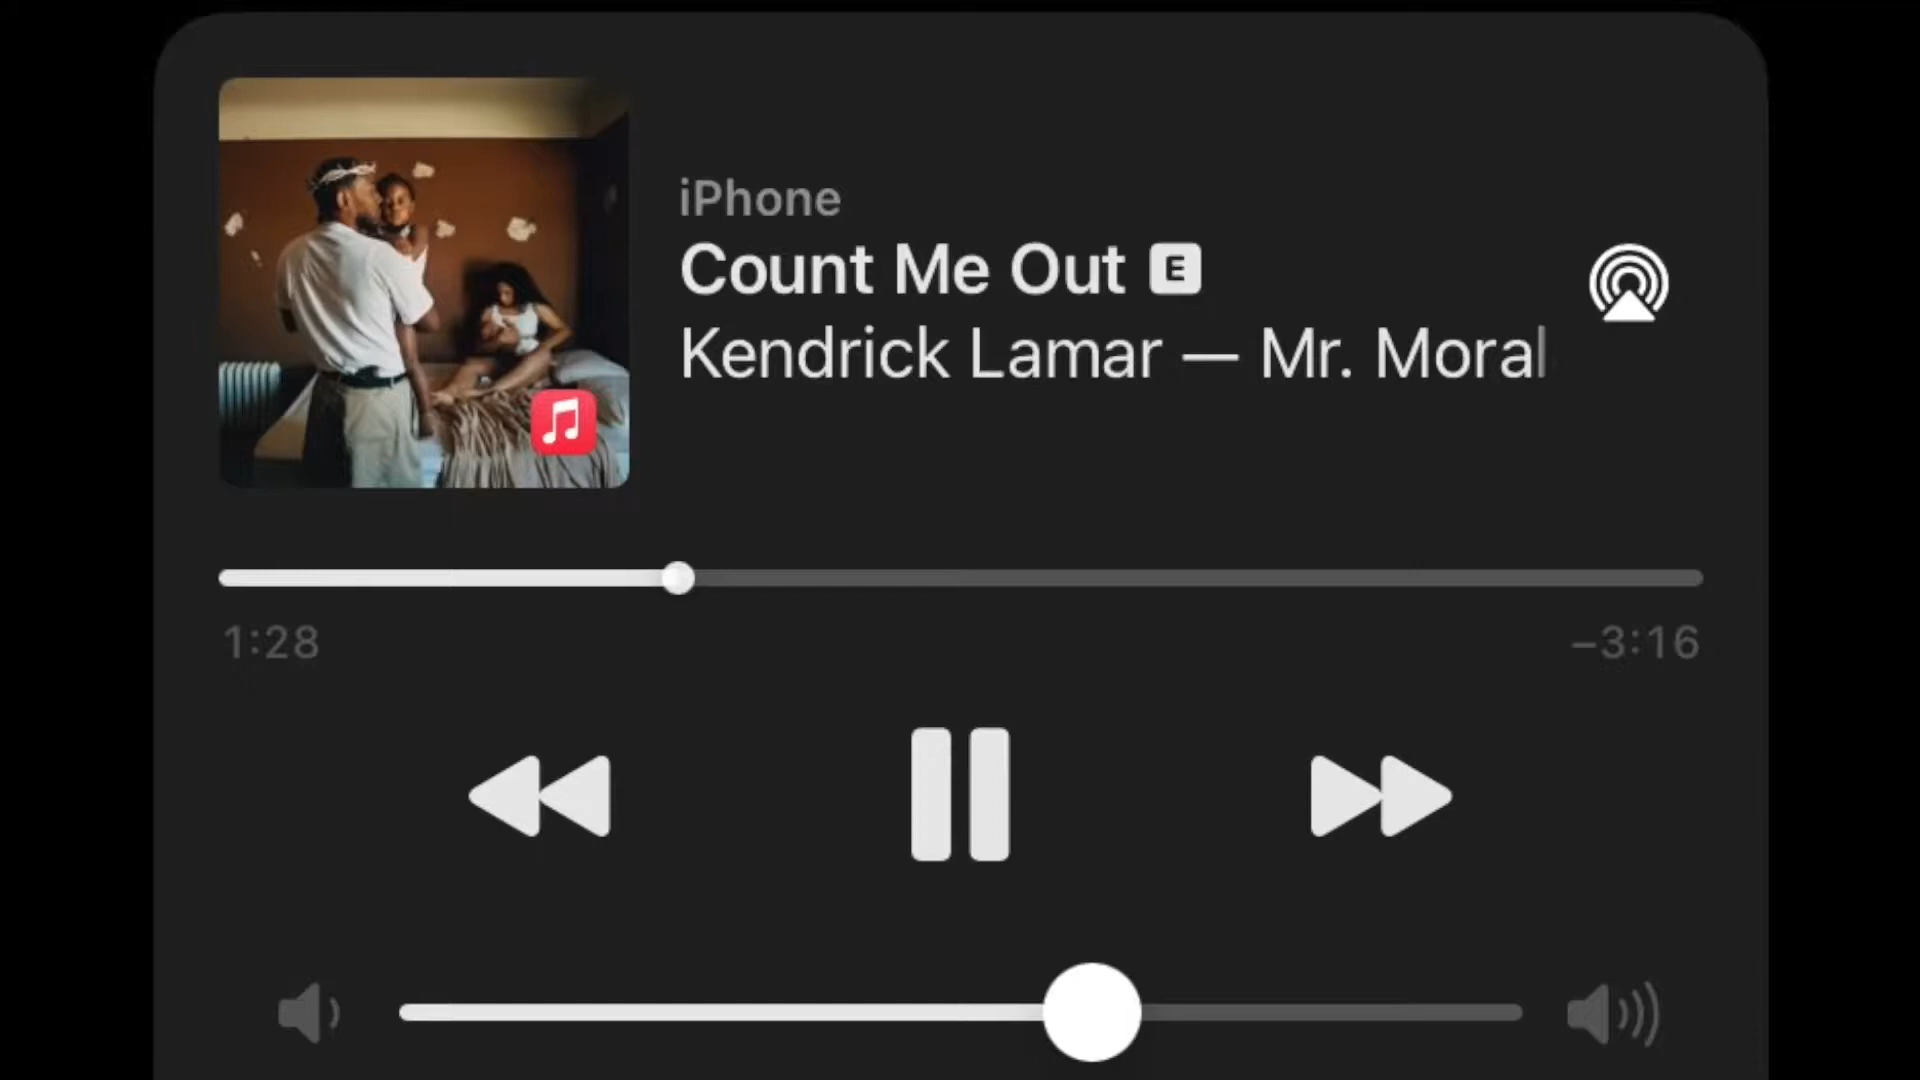 iPhone
Count Me Out E
Kendrick Lamar — Mr. Moral
1:28
–3:16